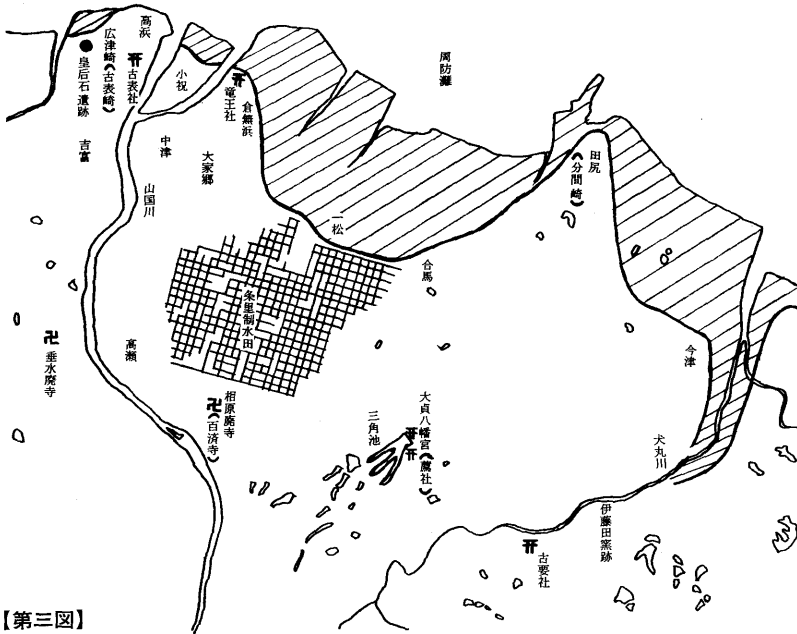 高浜
広津崎(古表崎)
古表社
皇后石遺跡
吉富
小祝
竜王社
倉無浜
中津
大家郷
山国川
周防灘
田尻
(分間崎)
一松
合馬
条里制水田
高瀬
垂水廃寺
相原廃寺
(百済寺)
三角池
大貞八幡宮(薦社)
今津
犬丸川
伊藤田窯跡
古要社
【第三図】